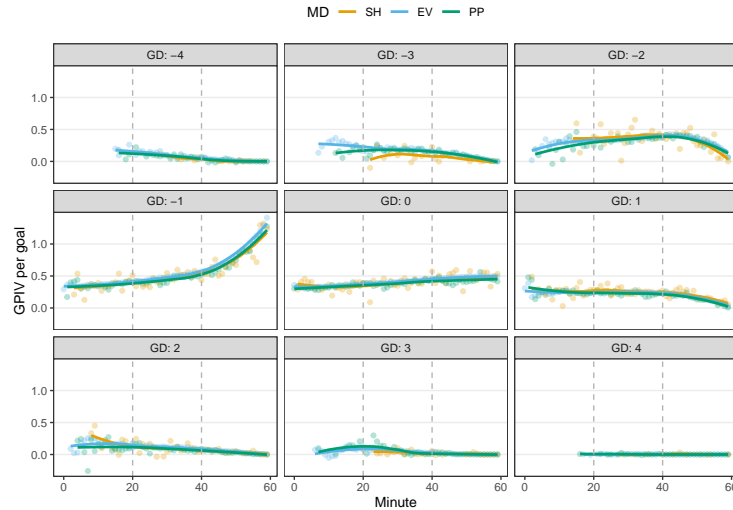 MD SH EV PP
GD: −4 GD: −3 GD: −2
1.0
0.5
0.0
GD: −1 GD: 0 GD: 1
GPIV per goal
1.0
0.5
0.0
GD: 2 GD: 3 GD: 4
1.0
0.5
0.0
0 20 40 60 0 20 40 60 0 20 40 60
Minute